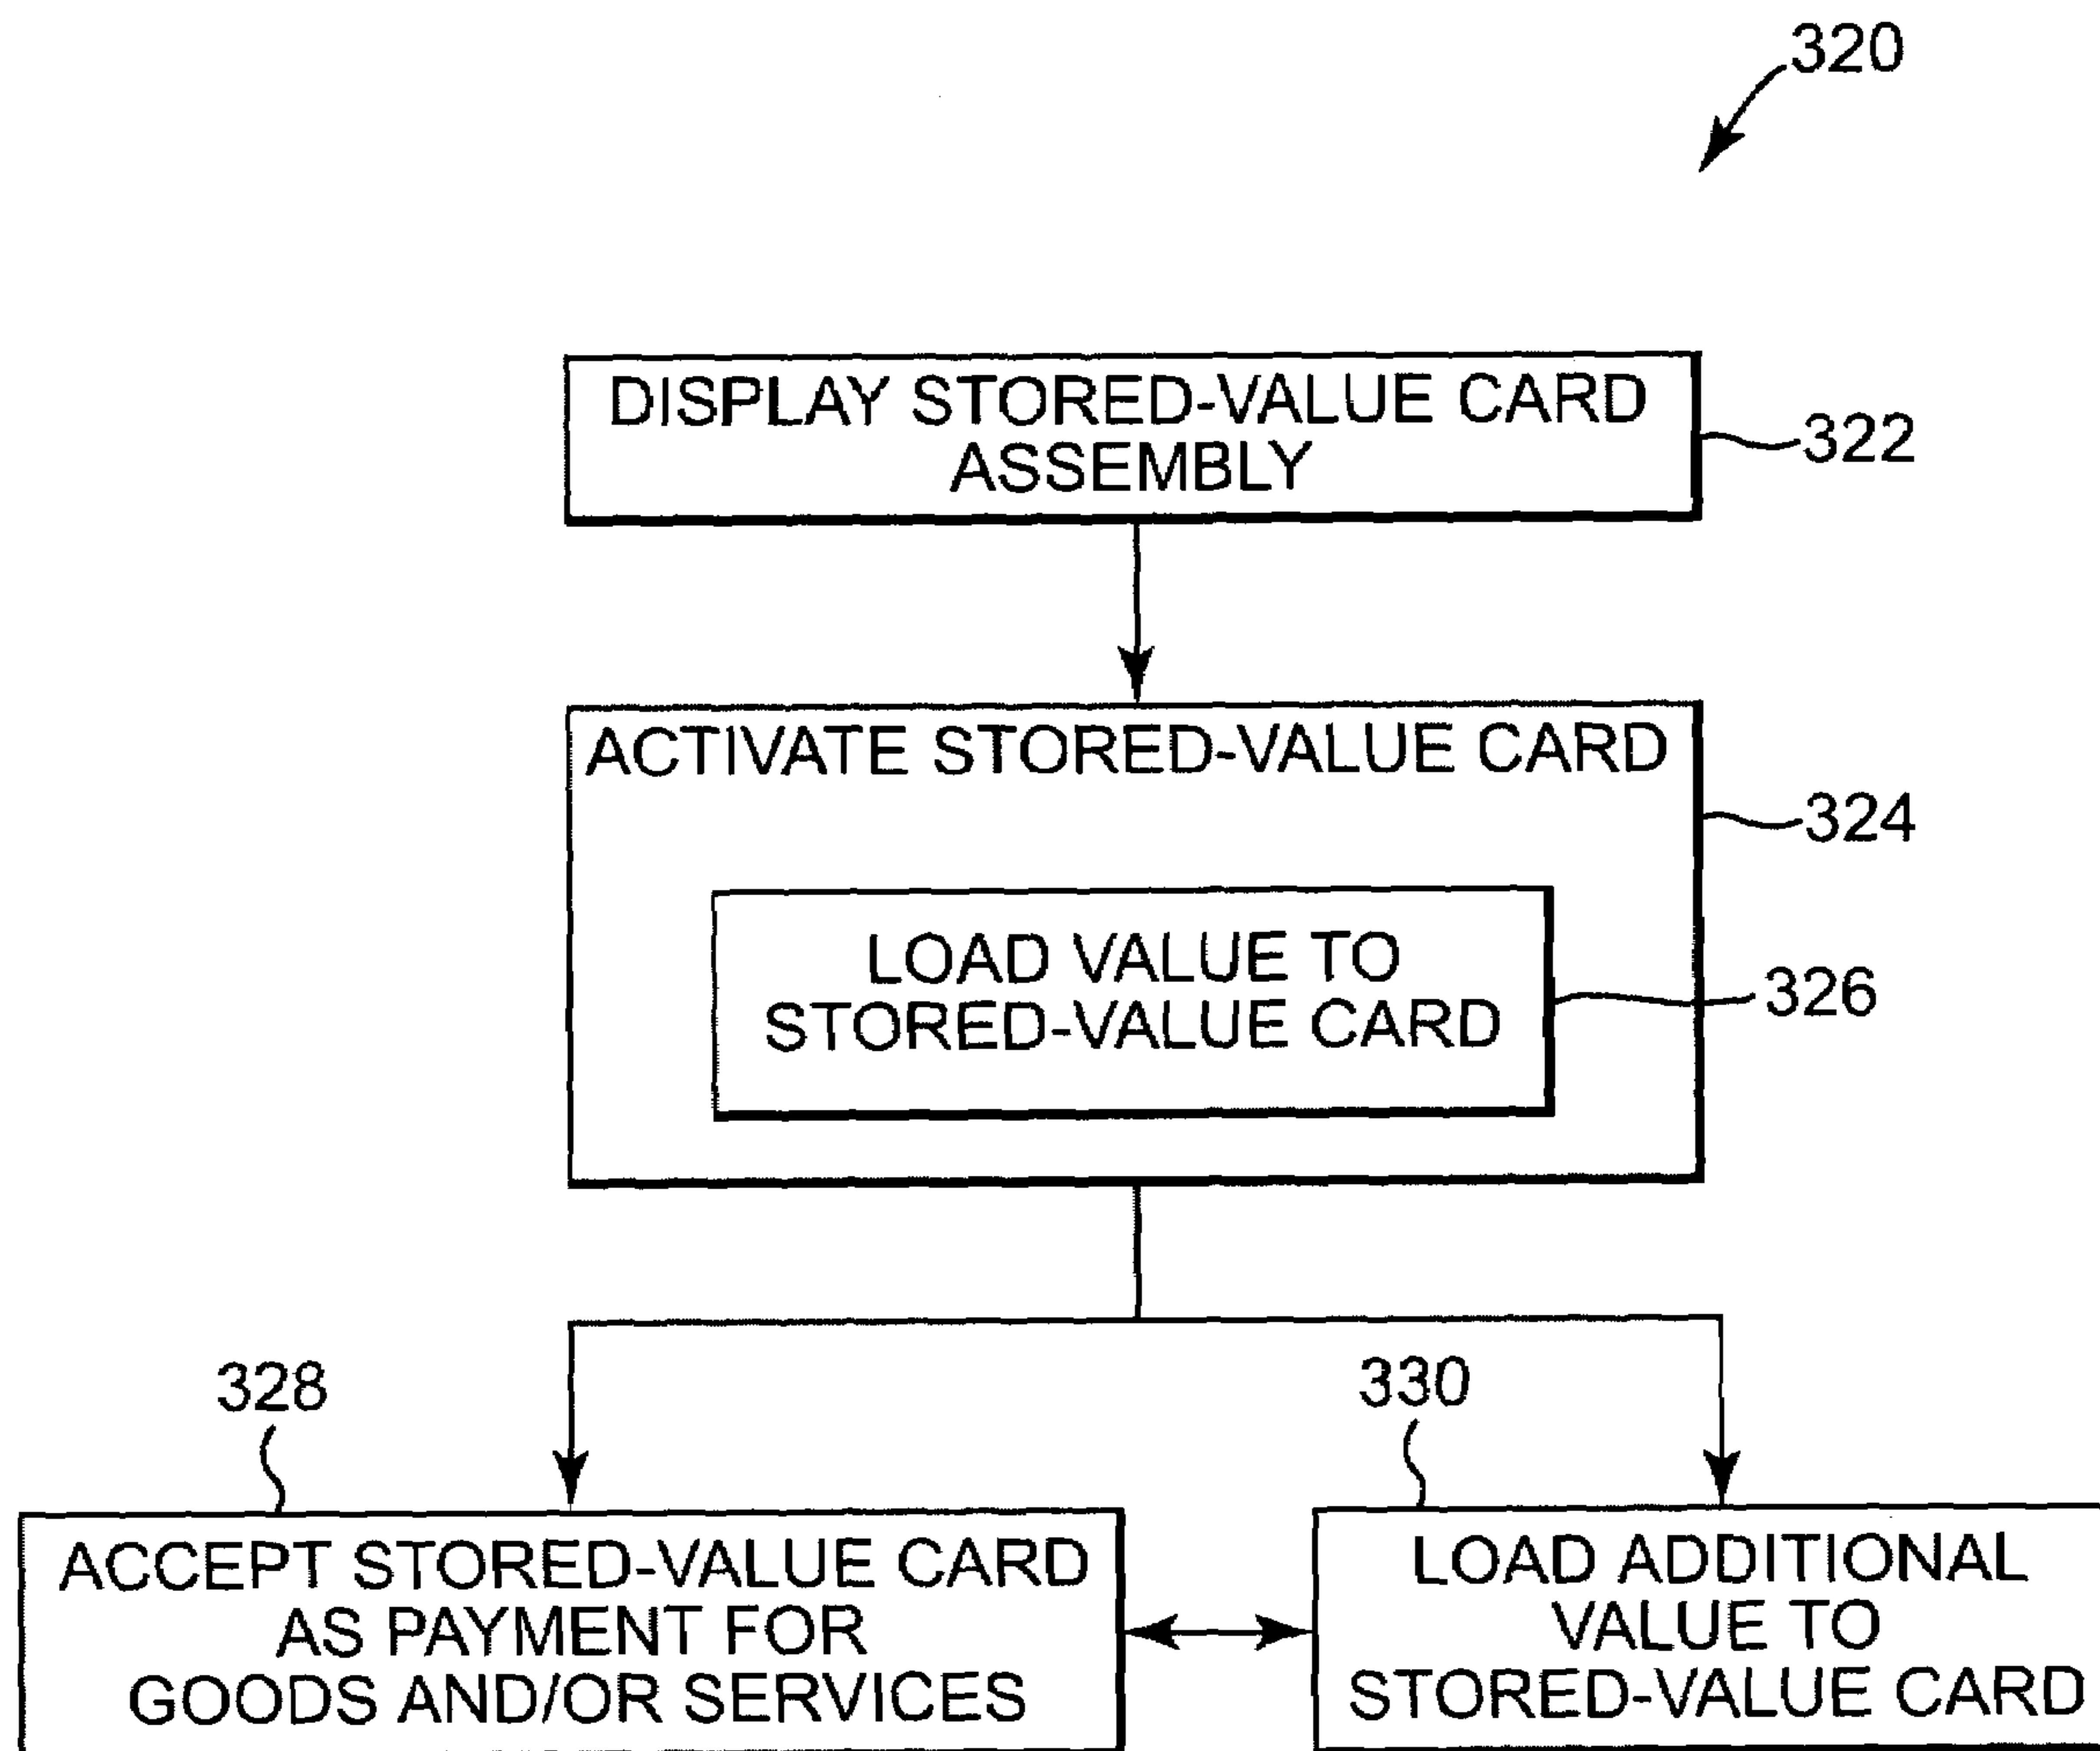 320
DISPLAY STORED-VALUE CARD
ASSEMBLY
322
ACTIVATE STORED-VALUE CARD
324
LOAD VALUE TO
STORED-VALUE CARD
326
328
ACCEPT STORED-VALUE CARD
AS PAYMENT FOR
GOODS AND/OR SERVICES
330
LOAD ADDITIONAL
VALUE TO
STORED-VALUE CARD